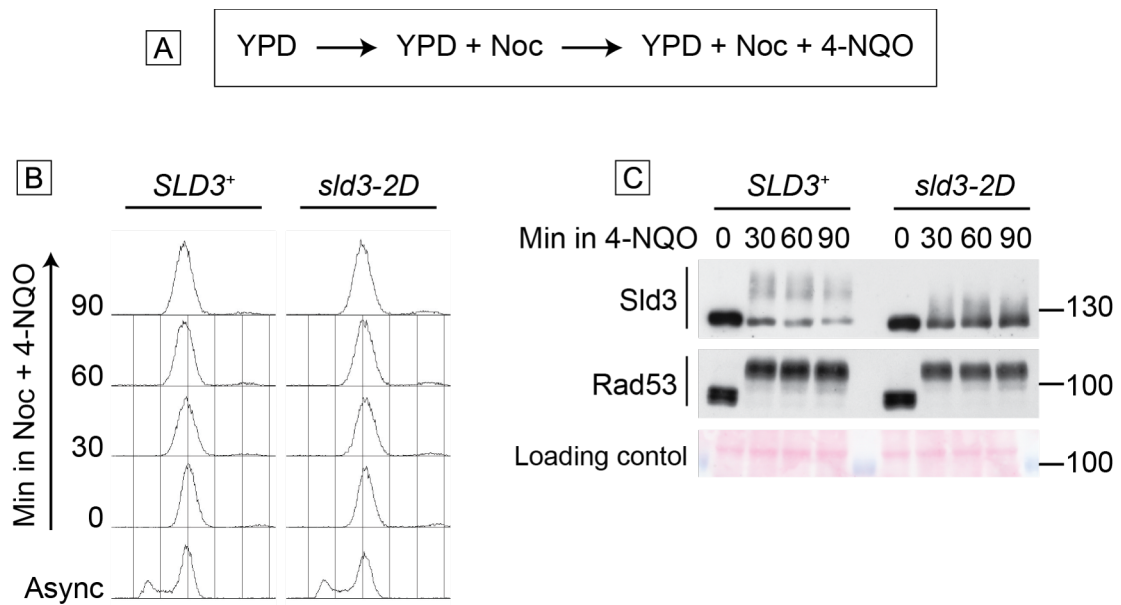 A
YPD → YPD + Noc → YPD + Noc + 4-NQO
B
SLD3+ sld3-2D
Min in Noc + 4-NQO
90
60
30
0
Async
C
SLD3+ sld3-2D
Min in 4-NQO 0 30 60 90 0 30 60 90
Sld3
130
Rad53
100
Loading contol
100